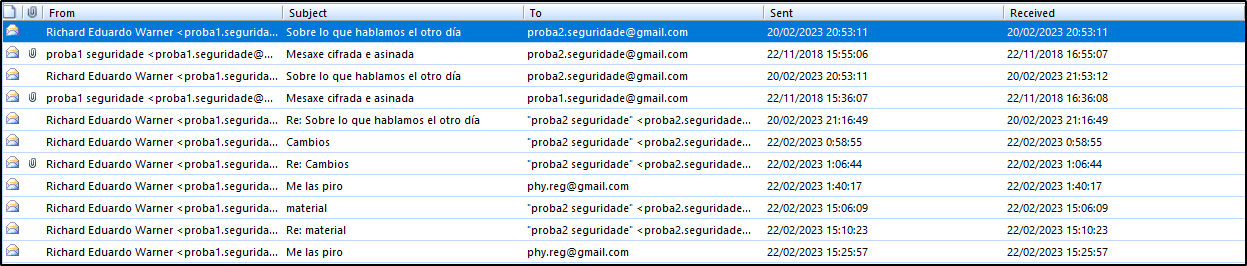 From Subject To Sent Received
Richard Eduardo Warner <proba1.segurida... Sobre lo que hablamos el otro día proba2.seguridade@gmail.com 20/02/2023 20:53:11 20/02/2023 20:53:11
proba1 seguridade <proba1.seguridade@... Mesaxe cifrada e asinada proba2.seguridade@gmail.com 22/11/2018 15:55:06 22/11/2018 16:55:07
Richard Eduardo Warner <proba1.segurida... Sobre lo que hablamos el otro día proba2.seguridade@gmail.com 20/02/2023 20:53:11 20/02/2023 21:53:12
proba1 seguridade <proba1.seguridade@... Mesaxe cifrada e asinada proba1.seguridade@gmail.com 22/11/2018 15:36:07 22/11/2018 16:36:08
Richard Eduardo Warner <proba1.segurida... Re: Sobre lo que hablamos el otro día "proba2 seguridade" <proba2.seguridade... 20/02/2023 21:16:49 20/02/2023 21:16:49
Richard Eduardo Warner <proba1.segurida... Cambios "proba2 seguridade" <proba2.seguridade... 22/02/2023 0:58:55 22/02/2023 0:58:55
Richard Eduardo Warner <proba1.segurida... Re: Cambios "proba2 seguridade" <proba2.seguridade... 22/02/2023 1:06:44 22/02/2023 1:06:44
Richard Eduardo Warner <proba1.segurida... Me las piro phy.reg@gmail.com 22/02/2023 1:40:17 22/02/2023 1:40:17
Richard Eduardo Warner <proba1.segurida... material "proba2 seguridade" <proba2.seguridade... 22/02/2023 15:06:09 22/02/2023 15:06:09
Richard Eduardo Warner <proba1.segurida... Re: material "proba2 seguridade" <proba2.seguridade... 22/02/2023 15:10:23 22/02/2023 15:10:23
Richard Eduardo Warner <proba1.segurida... Me las piro phy.reg@gmail.com 22/02/2023 15:25:57 22/02/2023 15:25:57